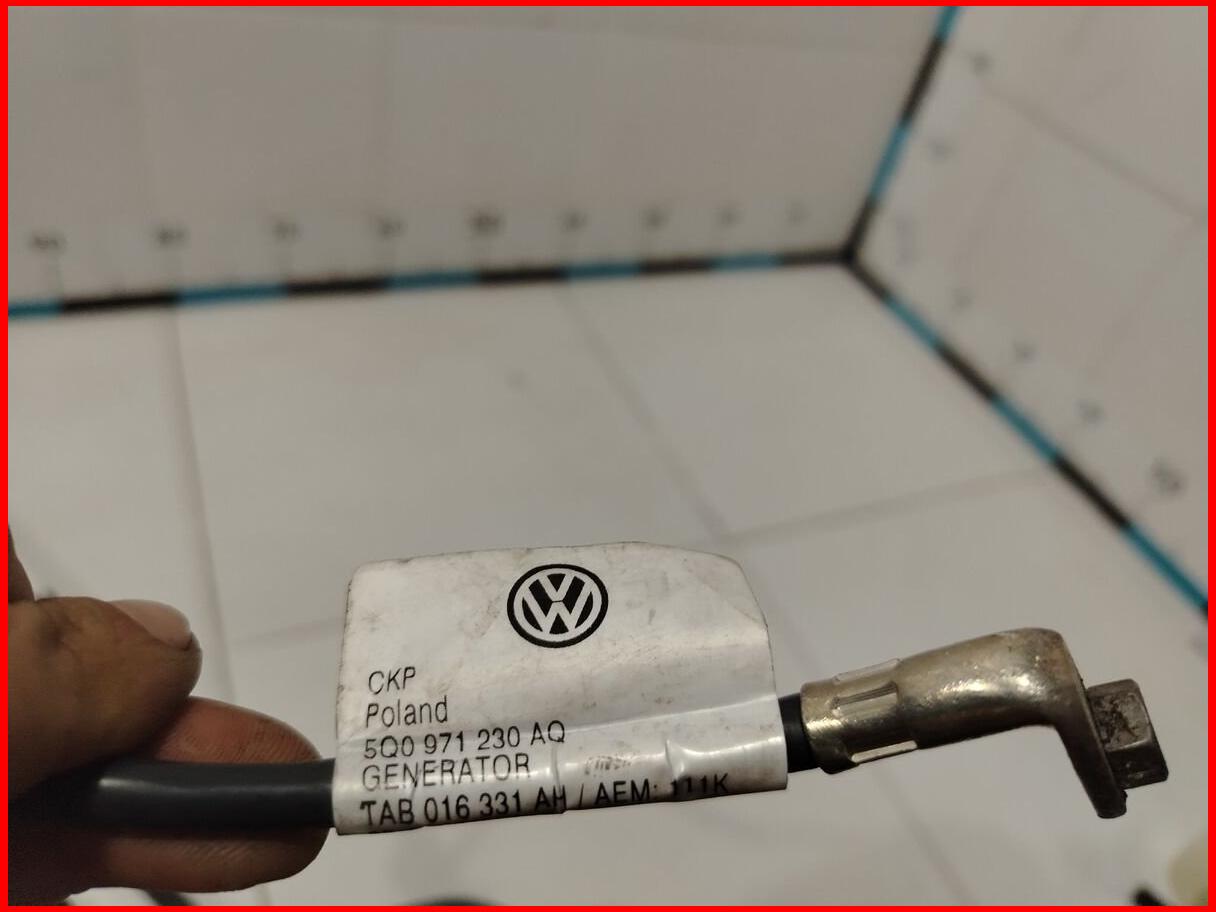 CKP
Poland
5Q0 971 230 AQ
GENERATOR
TAB 016 331 AH / AEM: 111K